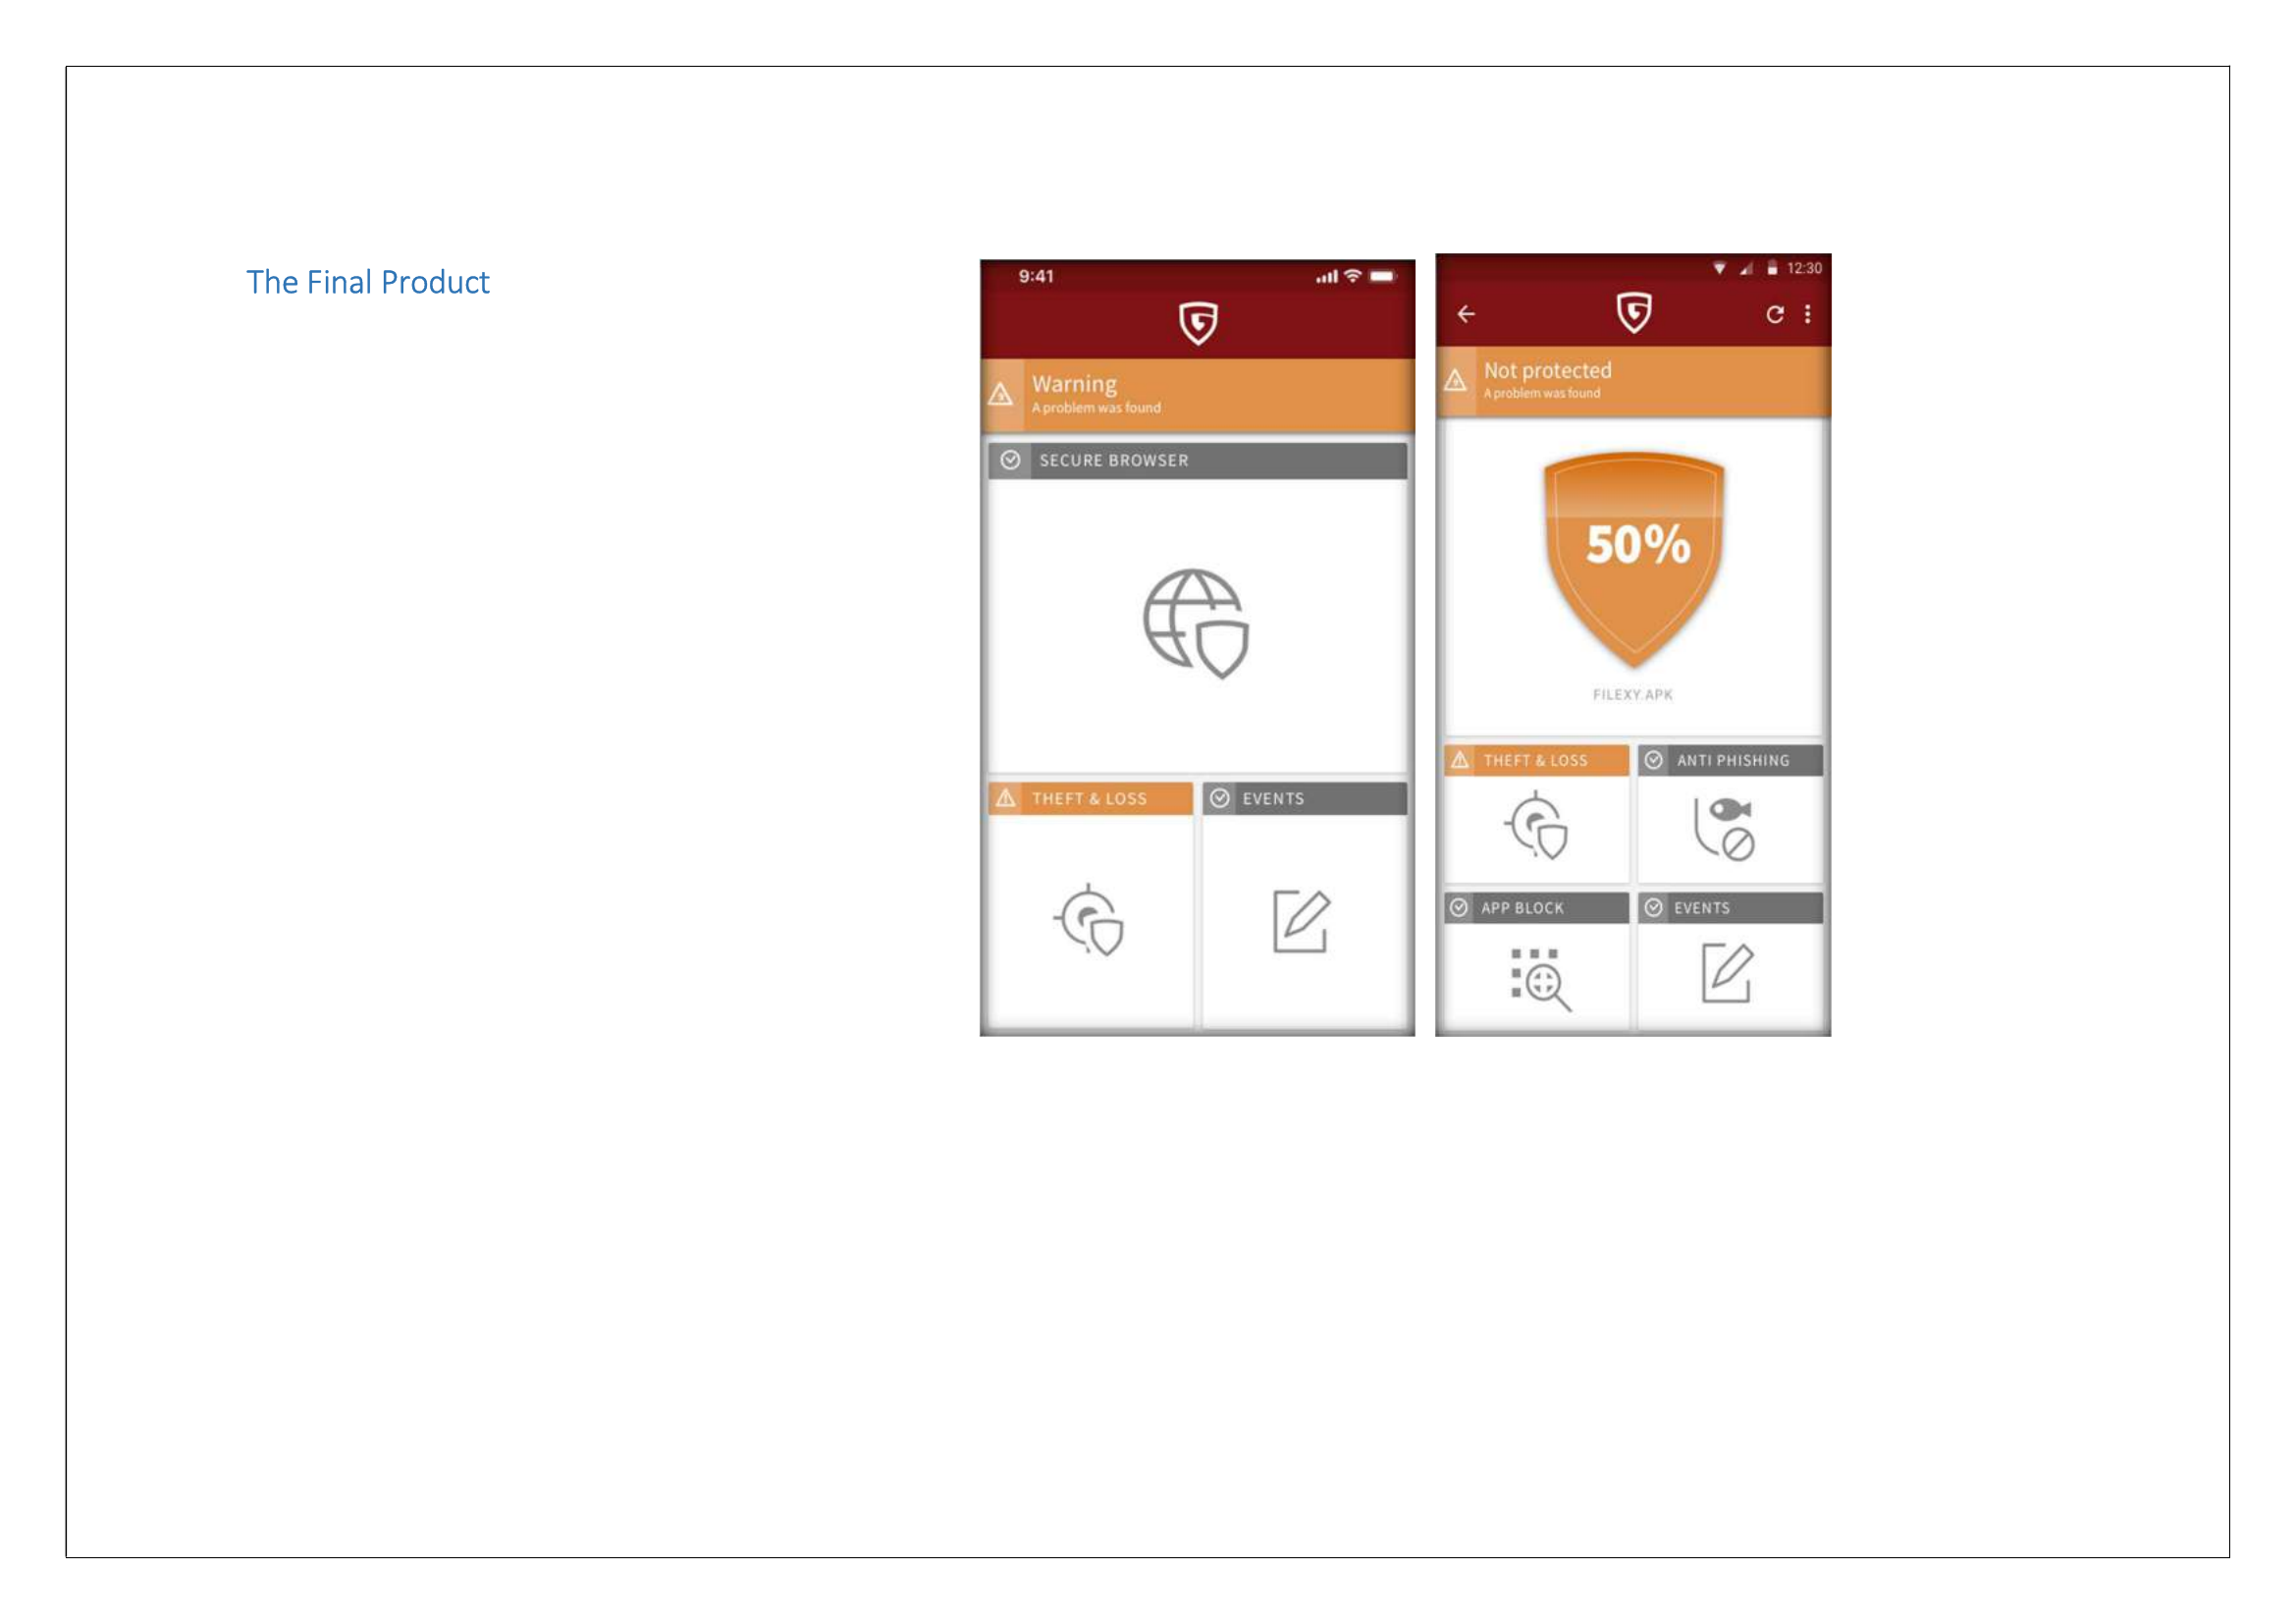 The Final Product
9:41
Warning
A problem was found
SECURE BROWSER
THEFT & LOSS
EVENTS
12:30
Not protected
A problem was found
50%
FILEXY.APK
THEFT & LOSS
ANTI PHISHING
APP BLOCK
EVENTS